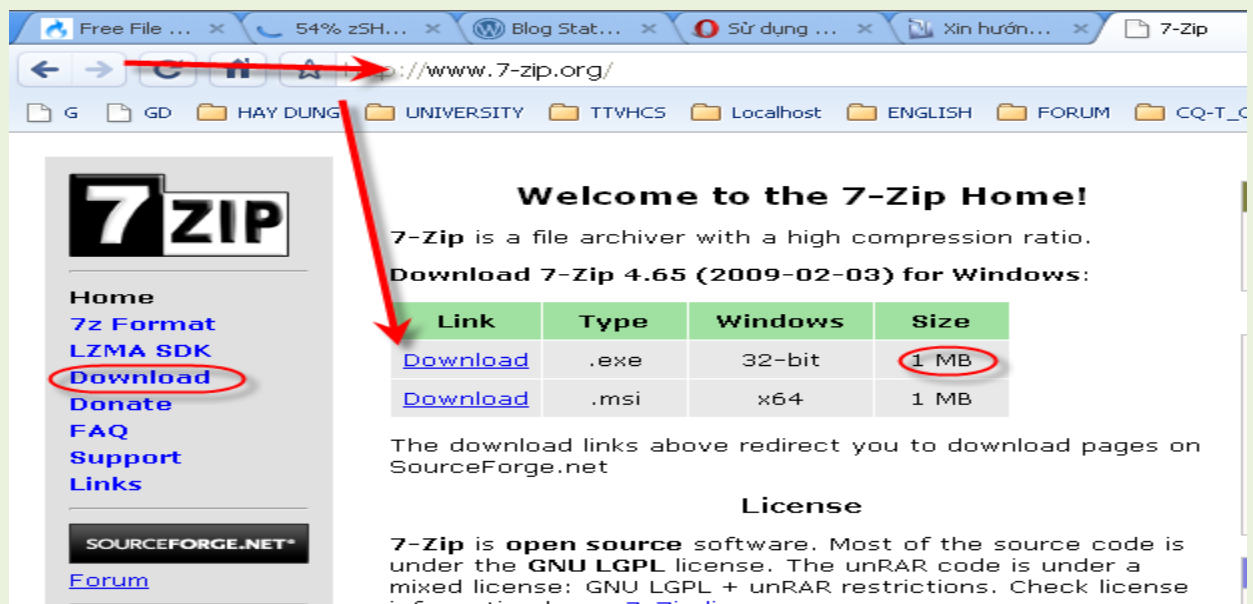 Free File ...
54% zSH...
Blog Stat...
Sử dụng ...
Xin hướn...
7-Zip
://www.7-zip.org/
G
GD
HAY DUNG
UNIVERSITY
TTVHCS
Localhost
ENGLISH
FORUM
7 ZIP
Home
7z Format
LZMA SDK
Download
Donate
FAQ
Support
Links
SOURCEFORGE.NET®
Forum
Welcome to the 7-Zip Home!
7-Zip is a file archiver with a high compression ratio.
Download 7-Zip 4.65 (2009-02-03) for Windows:
Link Type Windows Size
Download .exe 32-bit 1 MB
Download .msi x64 1 MB
The download links above redirect you to download pages on
SourceForge.net
License
7-Zip is open source software. Most of the source code is
under the GNU LGPL license. The unRAR code is under a
mixed license: GNU LGPL + unRAR restrictions. Check license